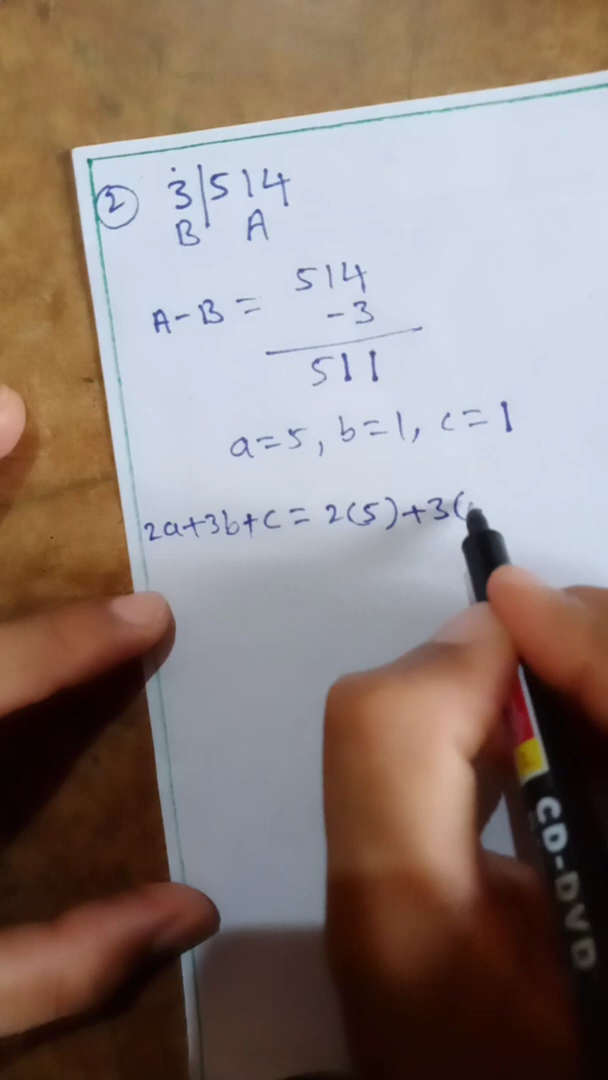 ② 3|514
B A
A-B = 514
-3
511
a=5, b=1, c=1
2a+3b+c = 2(5)+3(
CD-DVD